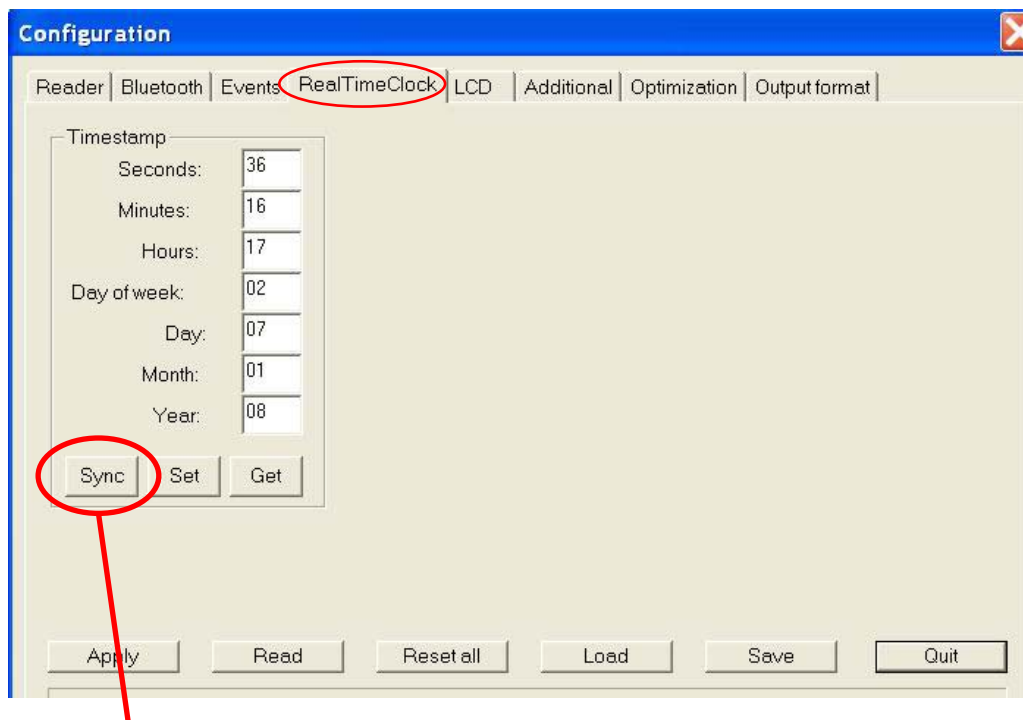 Configuration
Reader Bluetooth Events RealTimeClock LCD Additional Optimization Output format
Timestamp
Seconds: 36
Minutes: 16
Hours: 17
Day of week: 02
Day: 07
Month: 01
Year: 08
Sync Set Get
Apply Read Reset all Load Save Quit